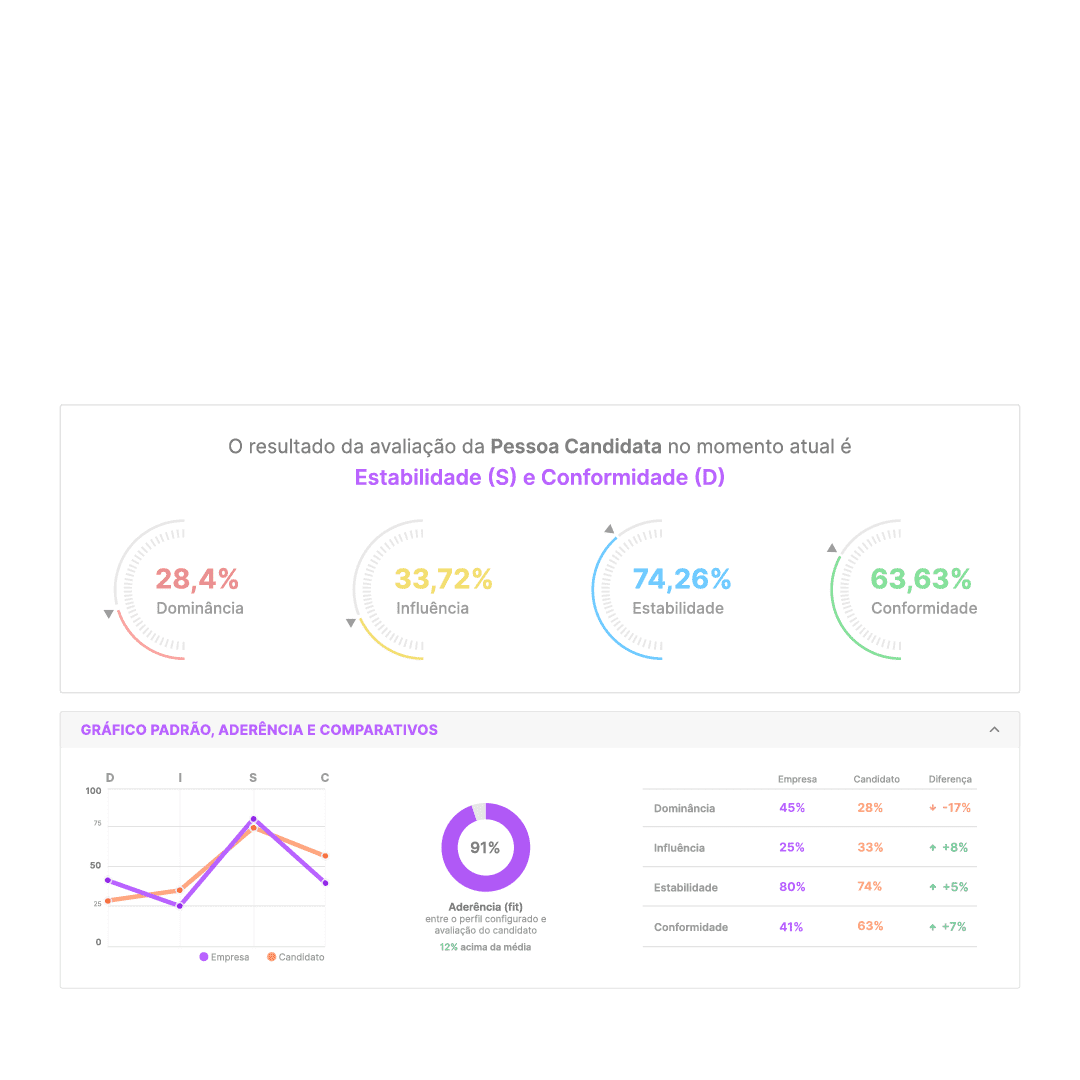 O resultado da avaliação da Pessoa Candidata no momento atual é
Estabilidade (S) e Conformidade (D)
28,4%
Dominância
33,72%
Influência
74,26%
Estabilidade
63,63%
Conformidade
GRÁFICO PADRÃO, ADERÊNCIA E COMPARATIVOS
D I S C
100
75
50
25
0
Empresa Candidato
91%
Aderência (fit)
entre o perfil configurado e
avaliação do candidato
12% acima da média
Empresa Candidato Diferença
Dominância 45% 28% -17%
Influência 25% 33% +8%
Estabilidade 80% 74% +5%
Conformidade 41% 63% +7%